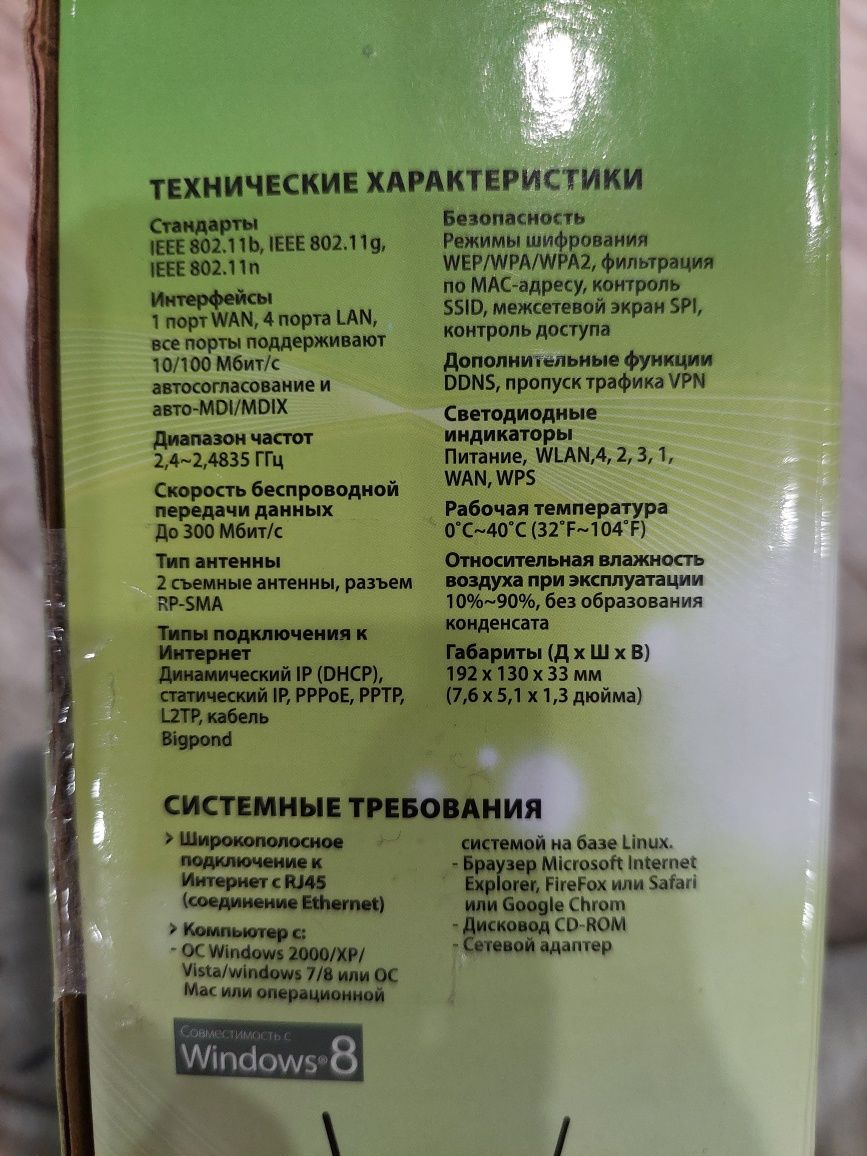 ТЕХНИЧЕСКИЕ ХАРАКТЕРИСТИКИ
Стандарты
IEEE 802.11b, IEEE 802.11g,
IEEE 802.11n
Интерфейсы
1 порт WAN, 4 порта LAN,
все порты поддерживают
10/100 Мбит/с
автосогласование и
авто-MDI/MDIX
Диапазон частот
2,4~2,4835 ГГц
Скорость беспроводной
передачи данных
До 300 Мбит/с
Тип антенны
2 съемные антенны, разъем
RP-SMA
Типы подключения к
Интернет
Динамический IP (DHCP),
статический IP, PPPoE, PPTP,
L2TP, кабель
Bigpond
Безопасность
Режимы шифрования
WEP/WPA/WPA2, фильтрация
по MAC-адресу, контроль
SSID, межсетевой экран SPI,
контроль доступа
Дополнительные функции
DDNS, пропуск трафика VPN
Светодиодные
индикаторы
Питание, WLAN,4, 2, 3, 1,
WAN, WPS
Рабочая температура
0˚C~40˚C (32˚F~104˚F)
Относительная влажность
воздуха при эксплуатации
10%~90%, без образования
конденсата
Габариты (Д x Ш x В)
192 x 130 x 33 мм
(7,6 x 5,1 x 1,3 дюйма)
СИСТЕМНЫЕ ТРЕБОВАНИЯ
> Широкополосное
подключение к
Интернет с RJ45
(соединение Ethernet)
> Компьютер с:
- ОС Windows 2000/XP/
Vista/windows 7/8 или ОС
Mac или операционной
системой на базе Linux.
- Браузер Microsoft Internet
Explorer, FireFox или Safari
или Google Chrom
- Дисковод CD-ROM
- Сетевой адаптер
Совместимость с
Windows® 8